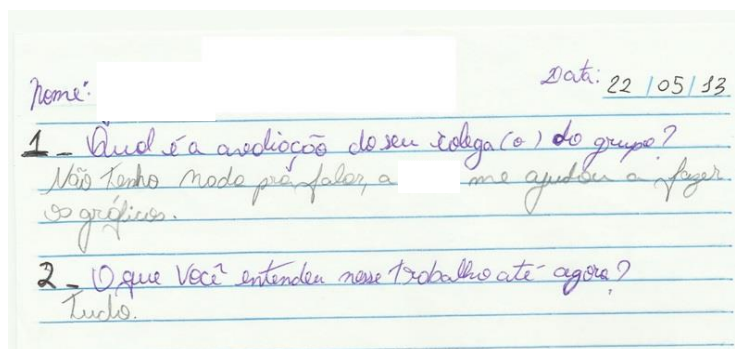 Nome: Data: 22/05/13
1 - Qual é a avaliação do seu colega(o) do grupo?
Não tenho nada prá falar, a me ajudou a fazer
os gráficos.
2 - O que você entendeu nesse trabalho até agora?
Tudo.